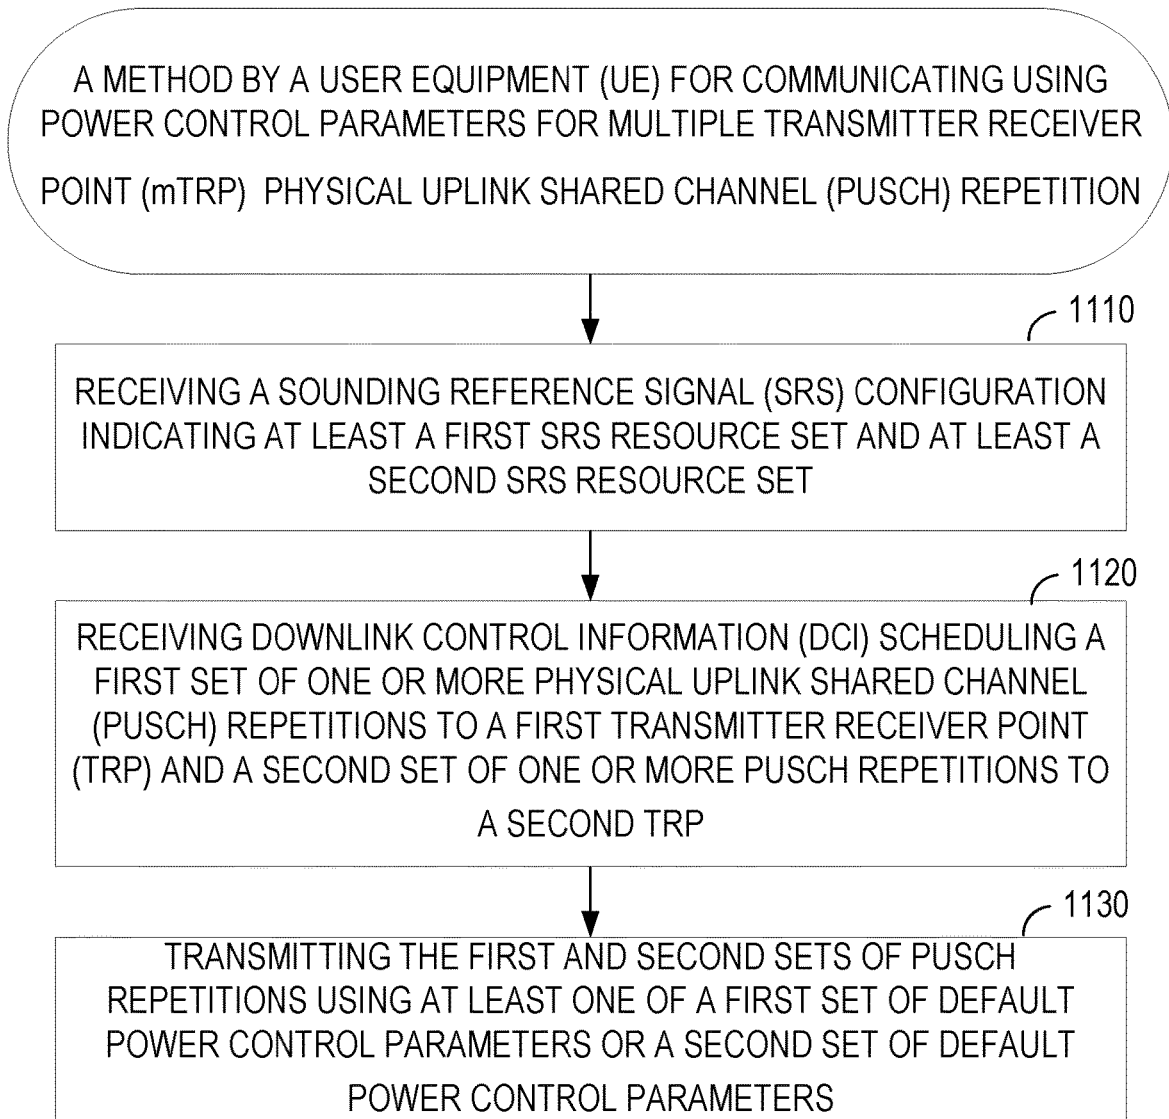 A METHOD BY A USER EQUIPMENT (UE) FOR COMMUNICATING USING
POWER CONTROL PARAMETERS FOR MULTIPLE TRANSMITTER RECEIVER
POINT (mTRP) PHYSICAL UPLINK SHARED CHANNEL (PUSCH) REPETITION
1110
RECEIVING A SOUNDING REFERENCE SIGNAL (SRS) CONFIGURATION
INDICATING AT LEAST A FIRST SRS RESOURCE SET AND AT LEAST A
SECOND SRS RESOURCE SET
1120
RECEIVING DOWNLINK CONTROL INFORMATION (DCI) SCHEDULING A
FIRST SET OF ONE OR MORE PHYSICAL UPLINK SHARED CHANNEL
(PUSCH) REPETITIONS TO A FIRST TRANSMITTER RECEIVER POINT
(TRP) AND A SECOND SET OF ONE OR MORE PUSCH REPETITIONS TO
A SECOND TRP
1130
TRANSMITTING THE FIRST AND SECOND SETS OF PUSCH
REPETITIONS USING AT LEAST ONE OF A FIRST SET OF DEFAULT
POWER CONTROL PARAMETERS OR A SECOND SET OF DEFAULT
POWER CONTROL PARAMETERS